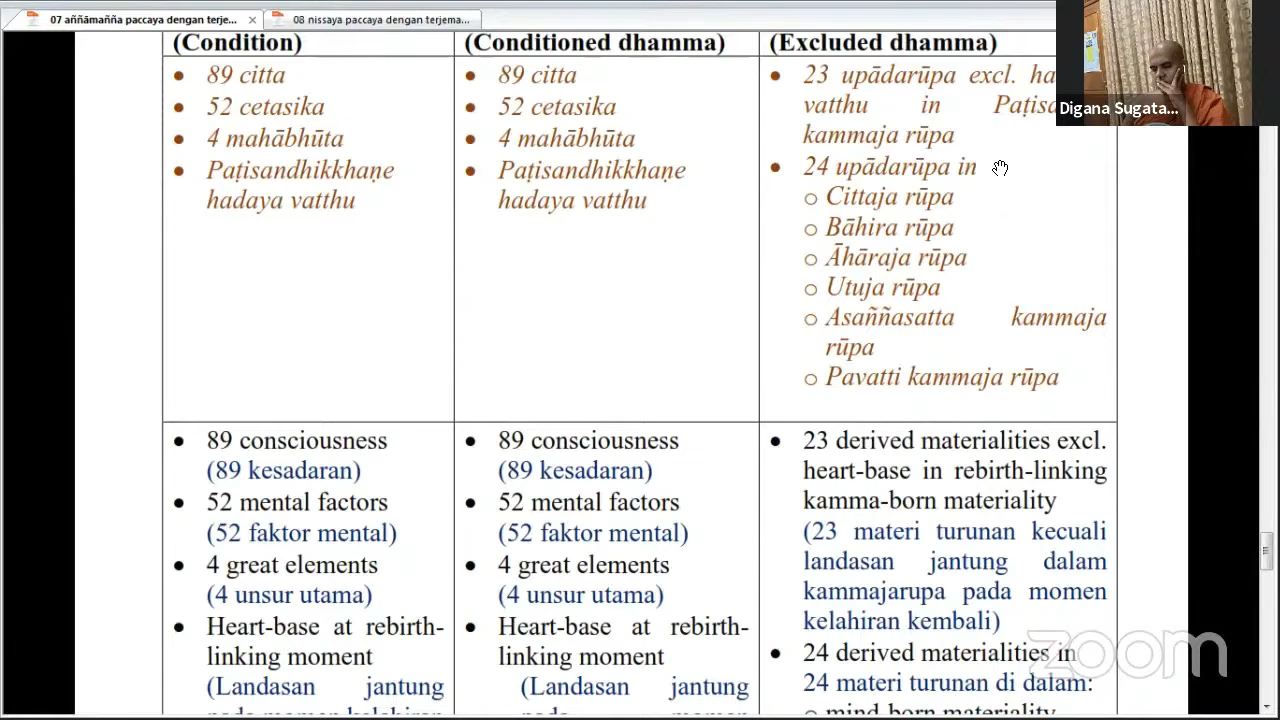 07 aññāmañña paccaya dengan terje...
08 nissaya paccaya dengan terjema...
Digana Sugata...
(Condition)
(Conditioned dhamma)
(Excluded dhamma)
• 89 citta
• 52 cetasika
• 4 mahābhūta
• Paṭisandhikkhaṇe
hadaya vatthu
• 89 citta
• 52 cetasika
• 4 mahābhūta
• Paṭisandhikkhaṇe
hadaya vatthu
• 23 upādarūpa excl.
vatthu in
kammaja rūpa
• 24 upādarūpa in
o Cittaja rūpa
o Bāhira rūpa
o Āhāraja rūpa
o Utuja rūpa
o Asaññasatta kammaja
rūpa
o Pavatti kammaja rūpa
• 89 consciousness
(89 kesadaran)
• 52 mental factors
(52 faktor mental)
• 4 great elements
(4 unsur utama)
• Heart-base at rebirth-
linking moment
(Landasan jantung
• 89 consciousness
(89 kesadaran)
• 52 mental factors
(52 faktor mental)
• 4 great elements
(4 unsur utama)
• Heart-base at rebirth-
linking moment
(Landasan jantung
• 23 derived materialities excl.
heart-base in rebirth-linking
kamma-born materiality
(23 materi turunan kecuali
landasan jantung dalam
kammajarupa pada momen
kelahiran kembali)
• 24 derived materialities in
24 materi turunan di dalam:
zoom